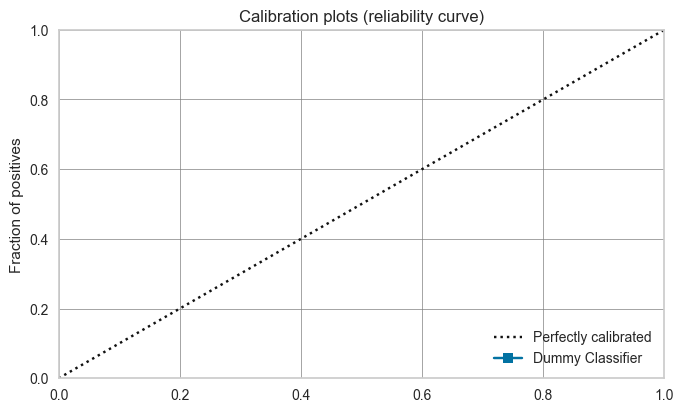 Calibration plots (reliability curve)
1.0
0.8
0.6
0.4
0.2
0.0
Fraction of positives
Perfectly calibrated
Dummy Classifier
0.0 0.2 0.4 0.6 0.8 1.0